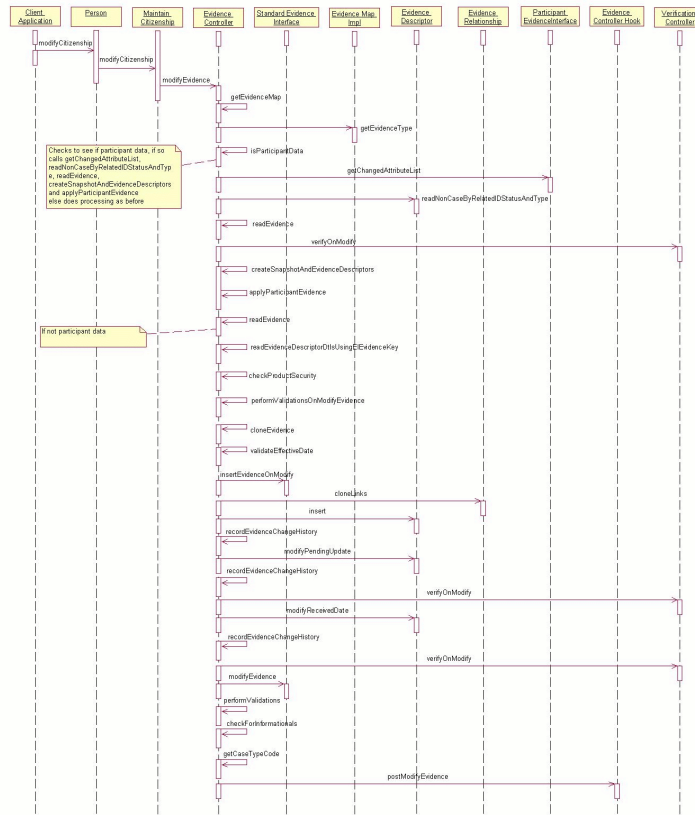 Client
Application
Person
Maintain
Citizenship
Evidence
Controller
Standard Evidence
Interface
Evidence Map
Impl
Evidence
Descriptor
Evidence
Relationship
Participant
EvidenceInterface
Evidence
Controller Hook
Verification
Controller
modifyCitizenship
modifyCitizenship
modifyEvidence
getEvidenceMap
getEvidenceType
Checks to see if participant data, if so
calls getChangedAttributeList,
readNonCaseByRelatedIDStatusAndTyp
e, readEvidence,
createSnapshotAndEvidenceDescriptors
and applyParticipantEvidence
else does processing as before
isParticipantData
getChangedAttributeList
readNonCaseByRelatedIDStatusAndType
readEvidence
verifyOnModify
createSnapshotAndEvidenceDescriptors
applyParticipantEvidence
readEvidence
If not participant data
readEvidenceDescriptorDtlsUsingEIEvidenceKey
checkProductSecurity
performValidationsOnModifyEvidence
cloneEvidence
validateEffectiveDate
insertEvidenceOnModify
cloneLinks
insert
recordEvidenceChangeHistory
modifyPendingUpdate
recordEvidenceChangeHistory
verifyOnModify
modifyReceivedDate
recordEvidenceChangeHistory
verifyOnModify
modifyEvidence
performValidations
checkForInformationals
getCaseTypeCode
postModifyEvidence